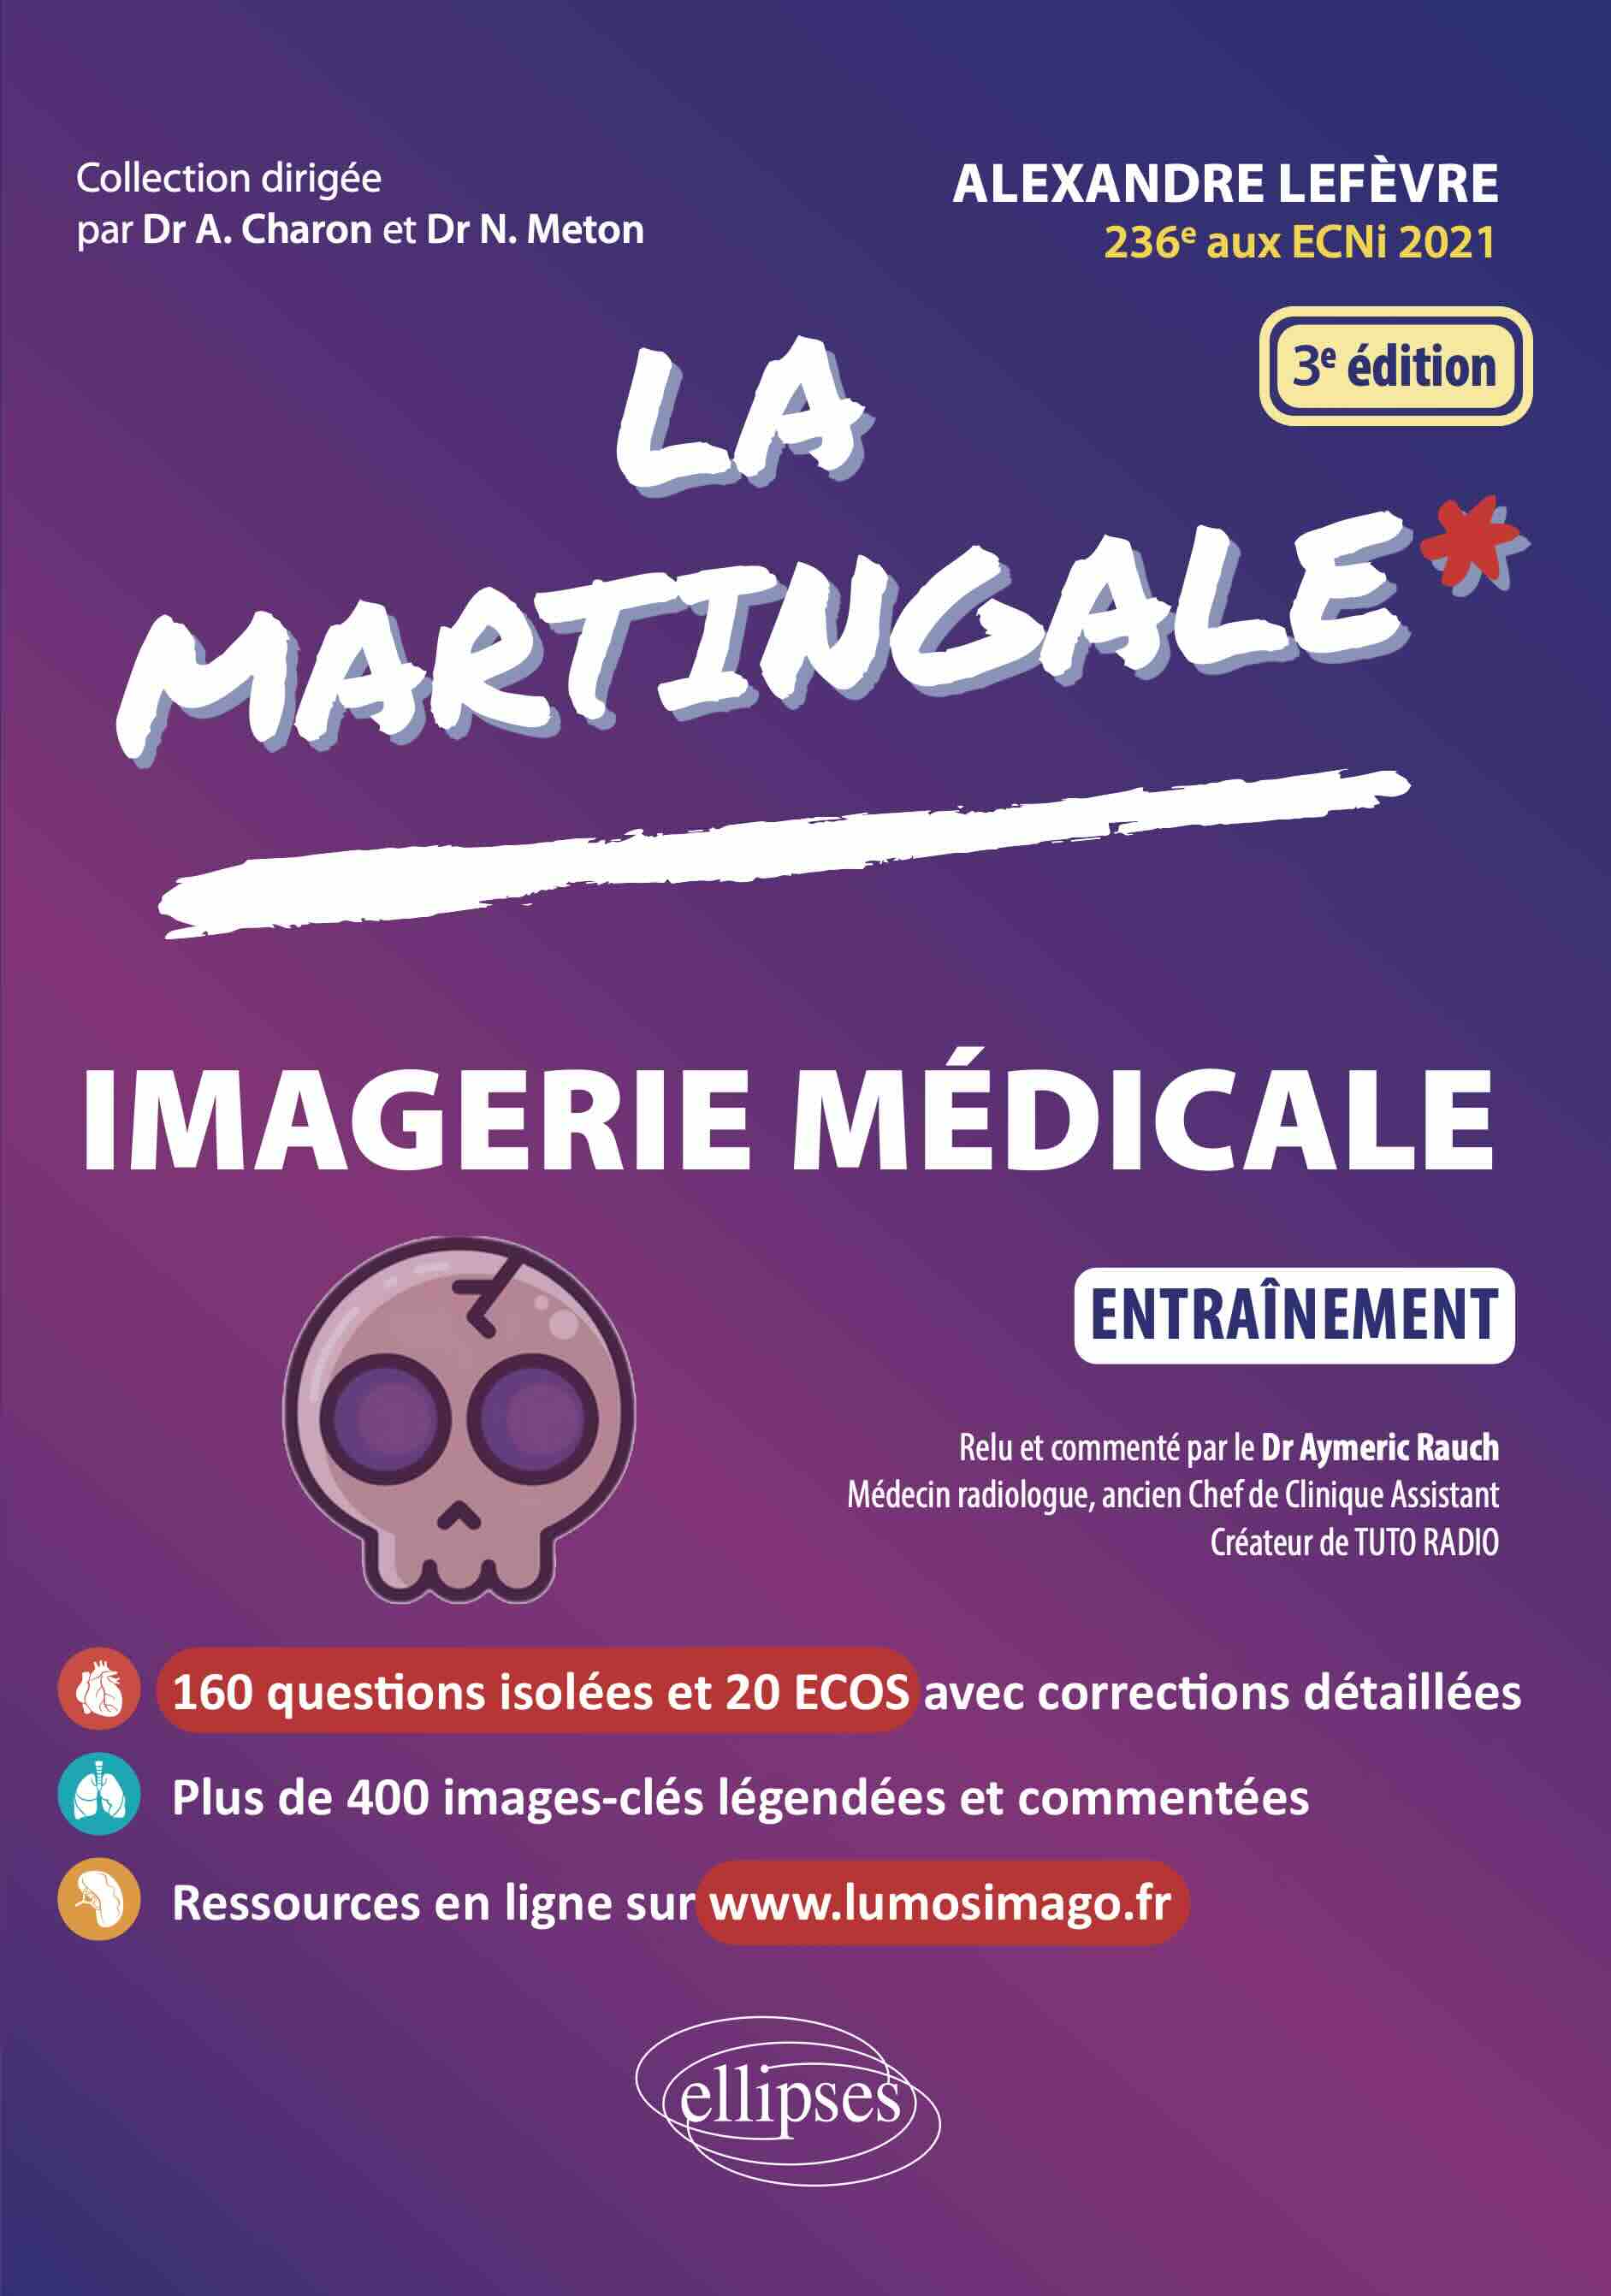 Collection dirigée
par Dr A. Charon et Dr N. Meton
ALEXANDRE LEFÈVRE
236e aux ECNi 2021
3e édition
LA
MARTINGALE*
IMAGERIE MÉDICALE
ENTRAÎNEMENT
Relu et commenté par le Dr Aymeric Rauch
Médecin radiologue, ancien Chef de Clinique Assistant
Créateur de TUTO RADIO
160 questions isolées et 20 ECOS avec corrections détaillées
Plus de 400 images-clés légendées et commentées
Ressources en ligne sur www.lumosimago.fr
ellipses